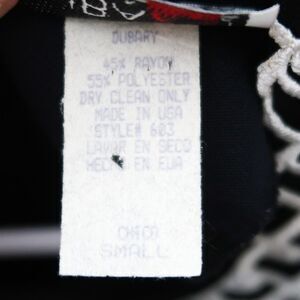 DUBARY
45% RAYON
55% POLYESTER
DRY CLEAN ONLY
MADE IN USA
STYLE# 603
LAVAR EN SECO
HECHO EN EUA
CHICA
SMALL